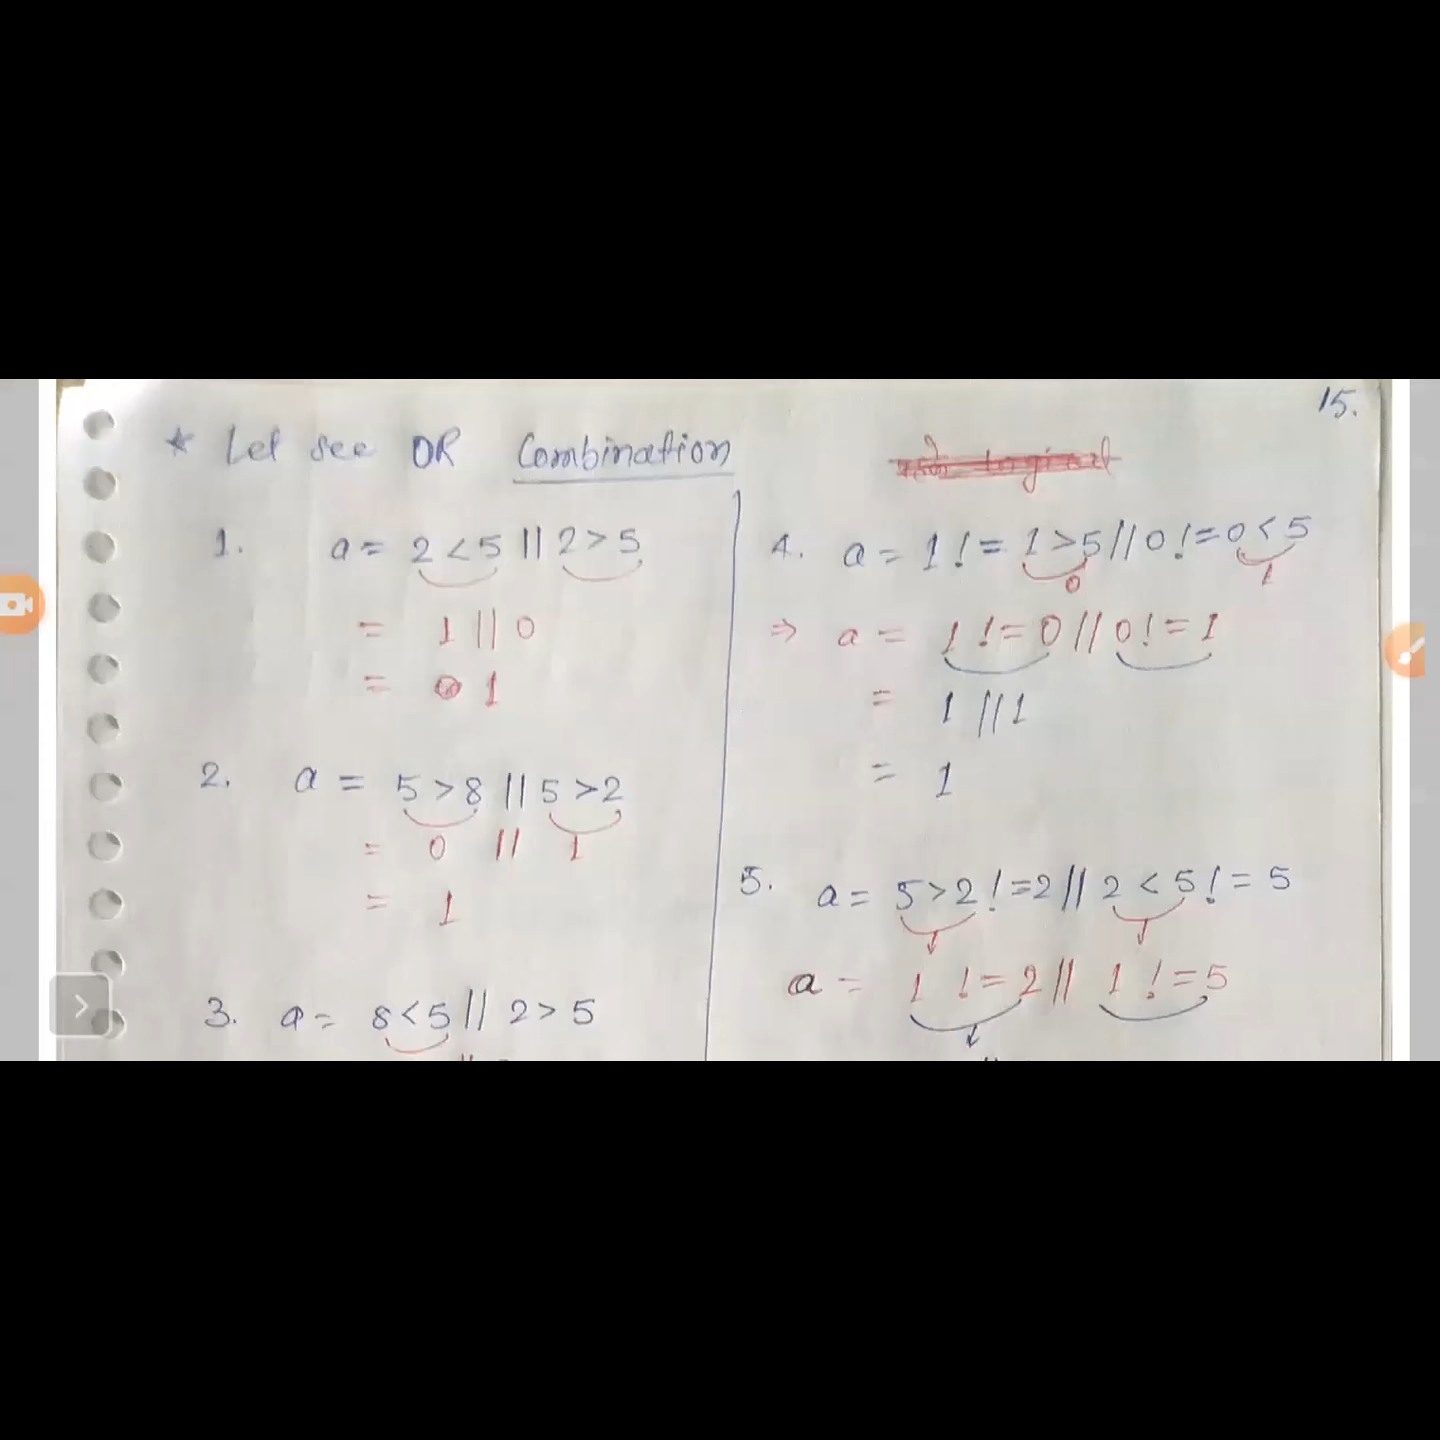 15.
* Let see OR Combination
1. a = 2 < 5 || 2 > 5
= 1 || 0
= 1
2. a = 5 > 8 || 5 > 2
= 0 || 1
= 1
3. a = 8 < 5 || 2 > 5
4. a = 1 != 1 > 5 || 0 != 0 < 5
0 1
⇒ a = 1 != 0 || 0 != 1
= 1 || 1
= 1
5. a = 5 > 2 != 2 || 2 < 5 != 5
a = 1 != 2 || 1 != 5